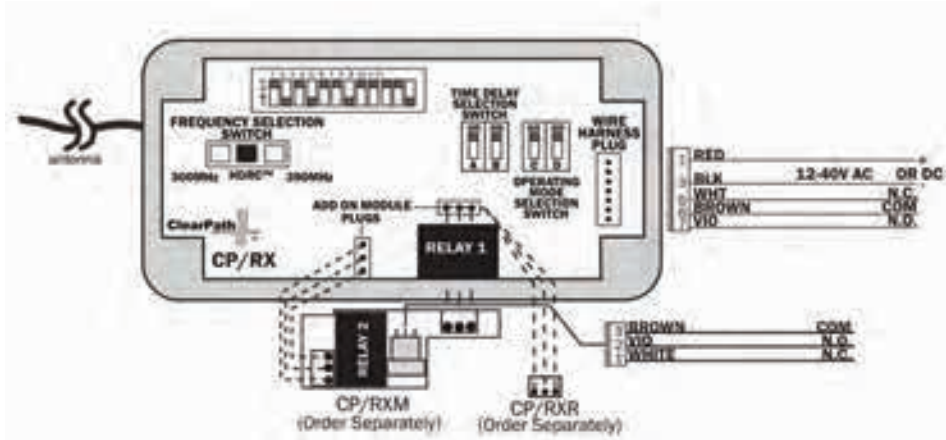 TIME DELAY
SELECTION
SWITCH
WIRE
HARNESS
PLUG
FREQUENCY SELECTION
SWITCH
antenna
300MHz HDRC™ 390MHz
A B C D
OPERATING
MODE
SELECTION
SWITCH
ADD ON MODULE
PLUGS
ClearPath
CP/RX
RELAY 1
RED
BLK 12-40V AC OR DC
WHT N.C.
BROWN COM
VIO N.O.
RELAY 2
BROWN COM
VIO N.O.
WHITE N.C.
CP/RXM
(Order Separately)
CP/RXR
(Order Separately)